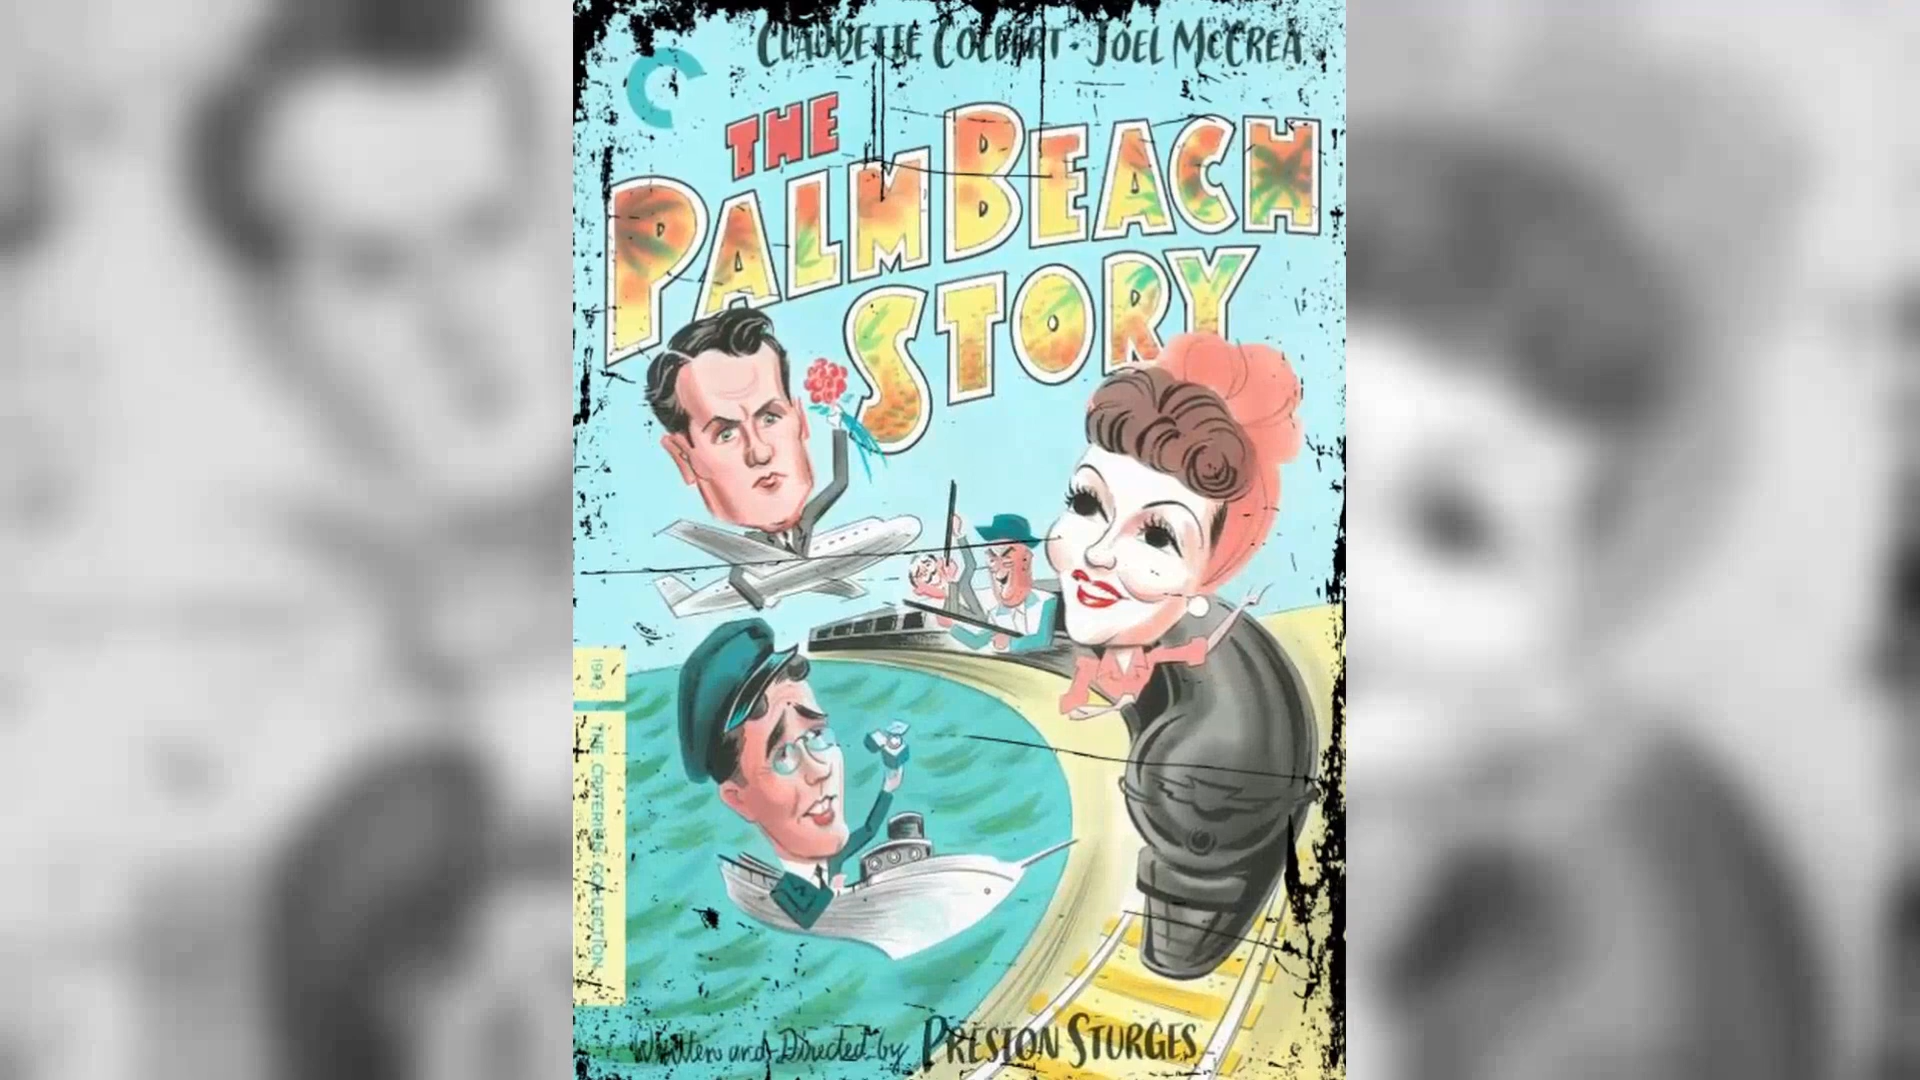 CLAUDETTE COLBERT · JOEL McCREA
THE
PALM BEACH
STORY
1942
THE CRITERION COLLECTION
Written and Directed by PRESTON STURGES